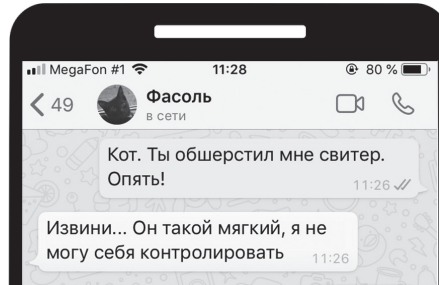 MegaFon #1 11:28 80 %
49 Фасоль
в сети
Кот. Ты обшерстил мне свитер.
Опять!
11:26
Извини... Он такой мягкий, я не
могу себя контролировать 11:26